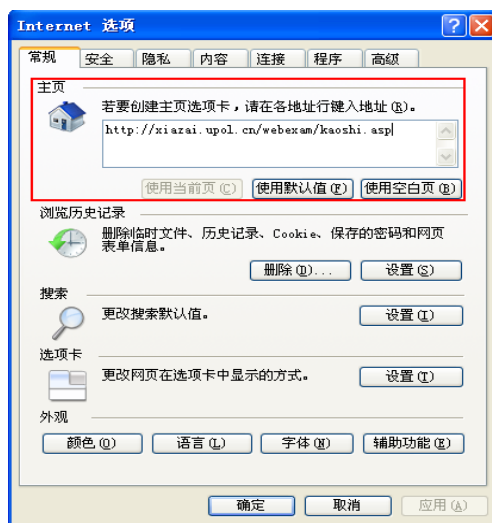 Internet 选项
常规 安全 隐私 内容 连接 程序 高级
主页
若要创建主页选项卡，请在各地址行键入地址(R)。
http://xiazai.upol.cn/webexam/kaoshi.asp
使用当前页(C) 使用默认值(F) 使用空白页(B)
浏览历史记录
删除临时文件、历史记录、Cookie、保存的密码和网页
表单信息。
删除(D)... 设置(S)
搜索
更改搜索默认值。
设置(I)
选项卡
更改网页在选项卡中显示的方式。
设置(T)
外观
颜色(O) 语言(L) 字体(N) 辅助功能(E)
确定 取消 应用(A)